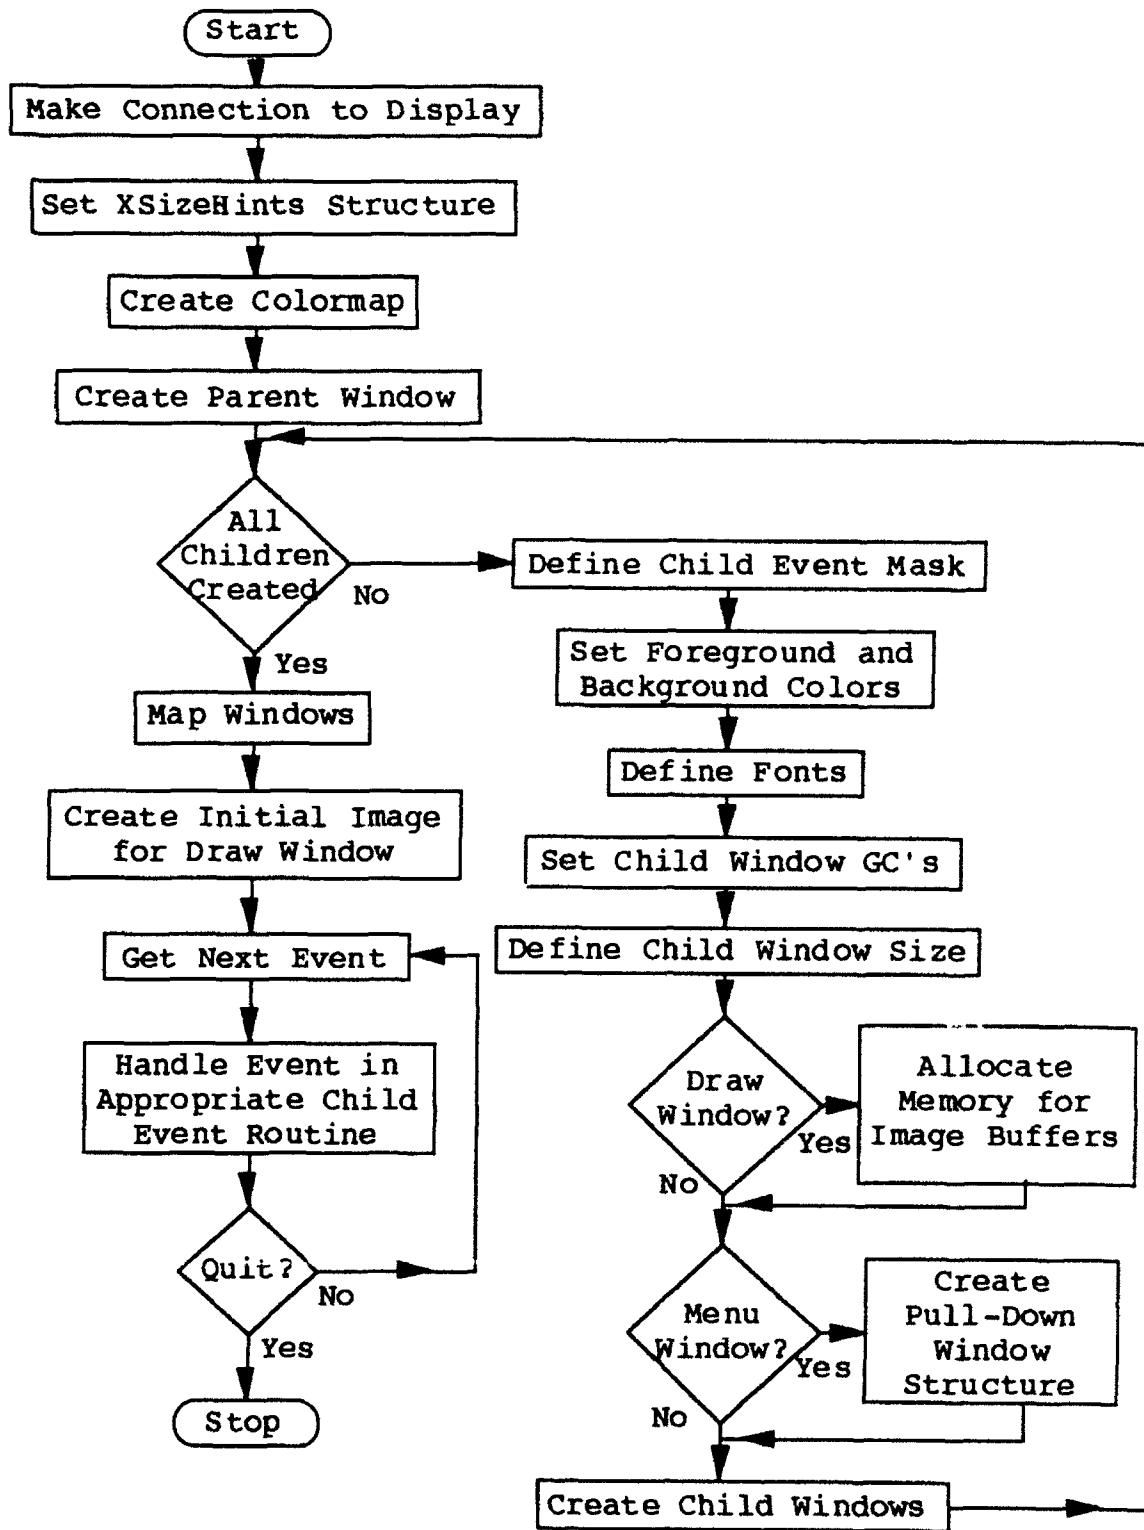 Start
Make Connection to Display
Set XSizeHints Structure
Create Colormap
Create Parent Window
All
Children
Created
No
Yes
Map Windows
Create Initial Image
for Draw Window
Get Next Event
Handle Event in
Appropriate Child
Event Routine
Quit?
No
Yes
Stop
Define Child Event Mask
Set Foreground and
Background Colors
Define Fonts
Set Child Window GC's
Define Child Window Size
Draw
Window?
Yes
No
Allocate
Memory for
Image Buffers
Menu
Window?
Yes
No
Create
Pull-Down
Window
Structure
Create Child Windows